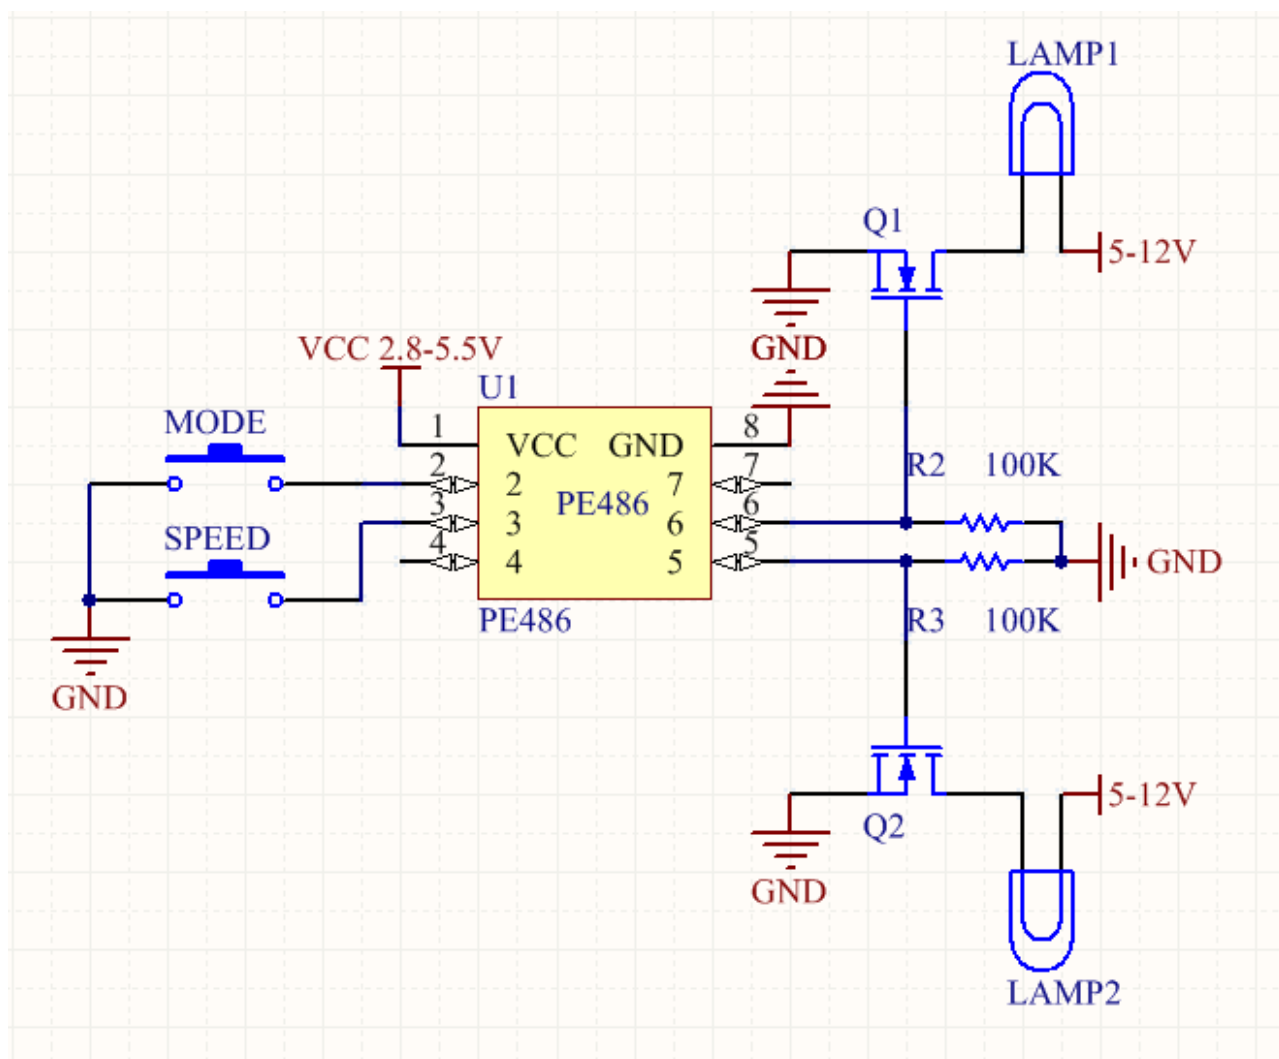 LAMP1
Q1
5-12V
GND
VCC 2.8-5.5V
U1
MODE
1 VCC GND 8
2 2 7 7
PE486
R2 100K
3 3 6 6
SPEED
4 4 5 5
GND
PE486
R3 100K
GND
5-12V
Q2
GND
LAMP2